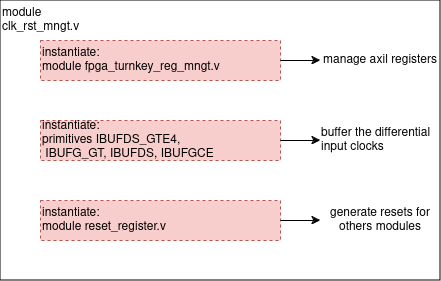 module
clk_rst_mngt.v
instantiate:
module fpga_turnkey_reg_mngt.v
manage axil registers
instantiate:
primitives IBUFDS_GTE4,
IBUFG_GT, IBUFDS, IBUFGCE
buffer the differential
input clocks
instantiate:
module reset_register.v
generate resets for
others modules